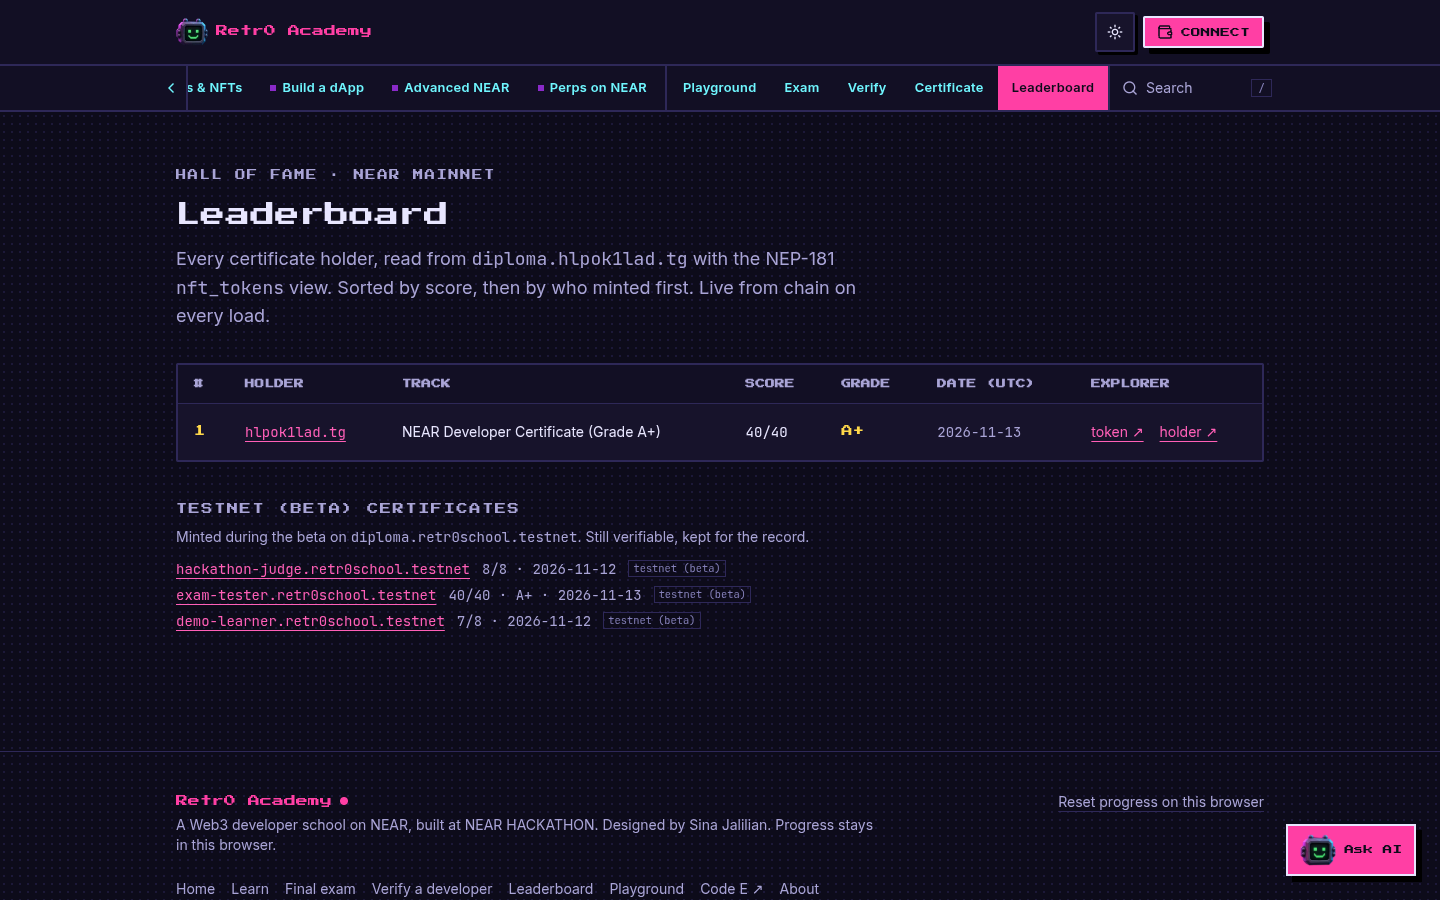 Retr0 Academy
CONNECT
s & NFTs Build a dApp Advanced NEAR Perps on NEAR Playground Exam Verify Certificate Leaderboard Search /
HALL OF FAME · NEAR MAINNET
Leaderboard
Every certificate holder, read from diploma.hlpok1lad.tg with the NEP-181
nft_tokens view. Sorted by score, then by who minted first. Live from chain on
every load.
# HOLDER TRACK SCORE GRADE DATE (UTC) EXPLORER
1 hlpok1lad.tg NEAR Developer Certificate (Grade A+) 40/40 A+ 2026-11-13 token ↗ holder ↗
TESTNET (BETA) CERTIFICATES
Minted during the beta on diploma.retr0school.testnet. Still verifiable, kept for the record.
hackathon-judge.retr0school.testnet 8/8 · 2026-11-12 testnet (beta)
exam-tester.retr0school.testnet 40/40 · A+ · 2026-11-13 testnet (beta)
demo-learner.retr0school.testnet 7/8 · 2026-11-12 testnet (beta)
Retr0 Academy
Reset progress on this browser
A Web3 developer school on NEAR, built at NEAR HACKATHON. Designed by Sina Jalilian. Progress stays
in this browser.
Ask AI
Home Learn Final exam Verify a developer Leaderboard Playground Code E ↗ About